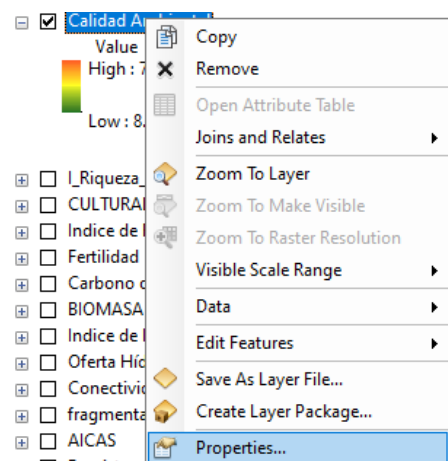 Calidad Ambiental
Value
High : 7
Low : 8.
I_Riqueza_
CULTURAL
Indice de
Fertilidad
Carbono
BIOMASA
Indice de
Oferta
fragmenta
AICAS
Copy
Remove
Open Attribute Table
Joins and Relates
Zoom To Layer
Zoom To Make Visible
Zoom To Raster Resolution
Visible Scale Range
Data
Edit Features
Save As Layer File...
Create Layer Package...
Properties...